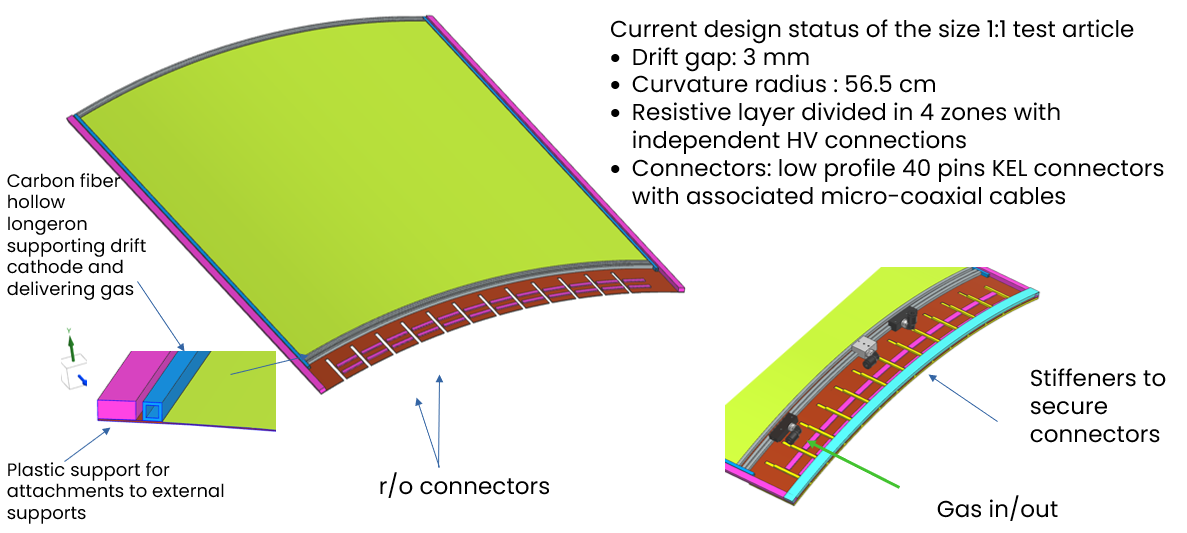 Current design status of the size 1:1 test article
• Drift gap: 3 mm
• Curvature radius : 56.5 cm
• Resistive layer divided in 4 zones with
independent HV connections
• Connectors: low profile 40 pins KEL connectors
with associated micro-coaxial cables
Carbon fiber
hollow
longeron
supporting drift
cathode and
delivering gas
Y
Plastic support for
attachments to external
supports
r/o connectors
Stiffeners to
secure
connectors
Gas in/out